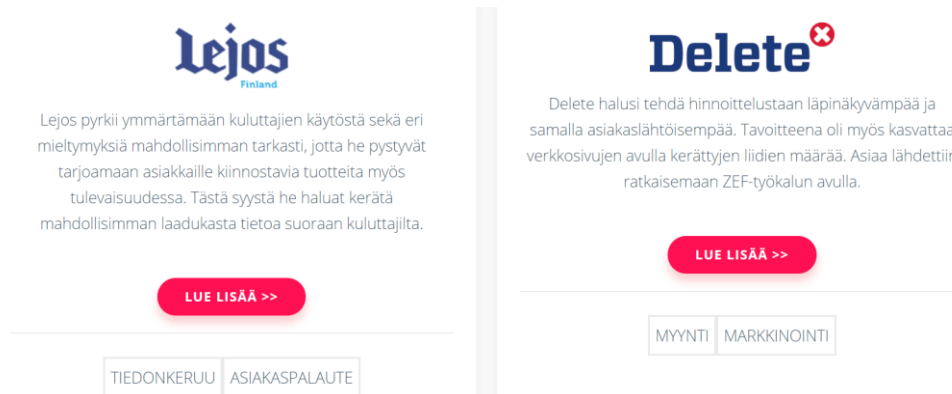 Lejos
Finland
Lejos pyrkii ymmärtämään kuluttajien käytöstä sekä eri
mieltymyksiä mahdollisimman tarkasti, jotta he pystyvät
tarjoamaan asiakkaille kiinnostavia tuotteita myös
tulevaisuudessa. Tästä syystä he haluat kerätä
mahdollisimman laadukasta tietoa suoraan kuluttajilta.
LUE LISÄÄ >>
TIEDONKERUU ASIAKASPALAUTE
Delete
Delete halusi tehdä hinnoittelustaan läpinäkyvämpää ja
samalla asiakaslähtöisempää. Tavoitteena oli myös kasvattaa
verkkosivujen avulla kerättyjen liidien määrää. Asiaa lähdettiin
ratkaisemaan ZEF-työkalun avulla.
LUE LISÄÄ >>
MYYNTI MARKKINOINTI